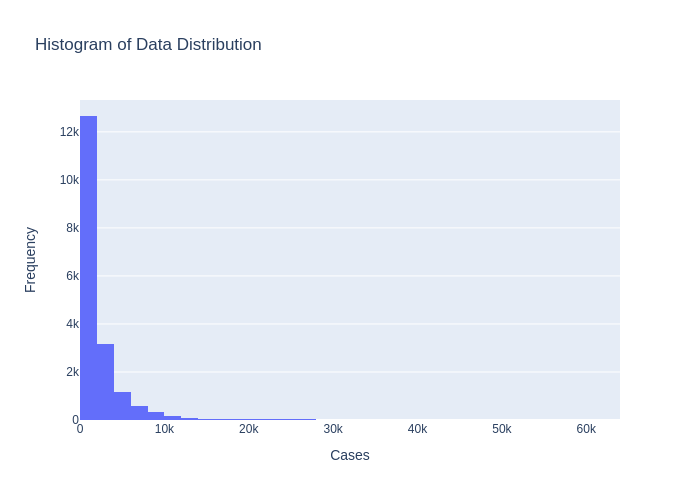 Histogram of Data Distribution
12k
10k
8k
6k
4k
2k
0
Frequency
0 10k 20k 30k 40k 50k 60k
Cases